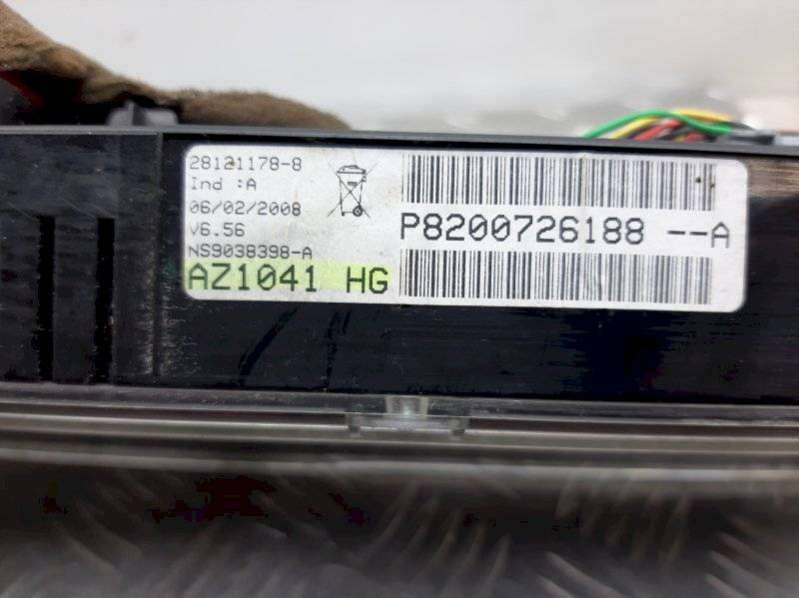 28121178-8
Ind :A
06/02/2008
V6.56
NS9038398-A
AZ1041 HG
P8200726188 --A